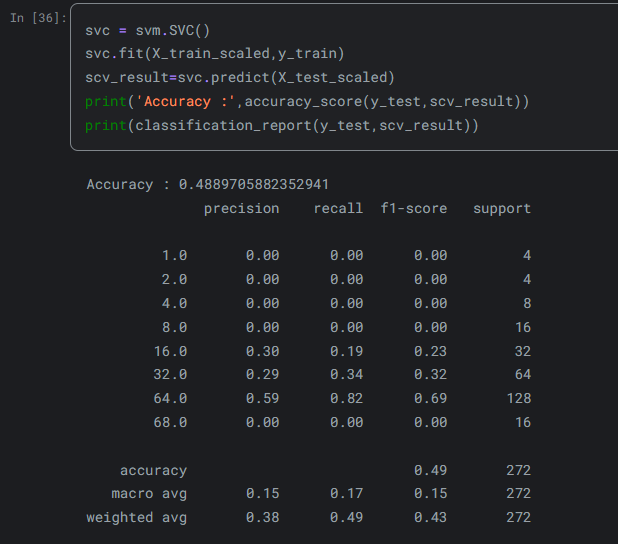 In [36]:
svc = svm.SVC()
svc.fit(X_train_scaled,y_train)
scv_result=svc.predict(X_test_scaled)
print('Accuracy :',accuracy_score(y_test,scv_result))
print(classification_report(y_test,scv_result))
Accuracy : 0.4889705882352941
precision recall f1-score support
1.0 0.00 0.00 0.00 4
2.0 0.00 0.00 0.00 4
4.0 0.00 0.00 0.00 8
8.0 0.00 0.00 0.00 16
16.0 0.30 0.19 0.23 32
32.0 0.29 0.34 0.32 64
64.0 0.59 0.82 0.69 128
68.0 0.00 0.00 0.00 16
accuracy 0.49 272
macro avg 0.15 0.17 0.15 272
weighted avg 0.38 0.49 0.43 272